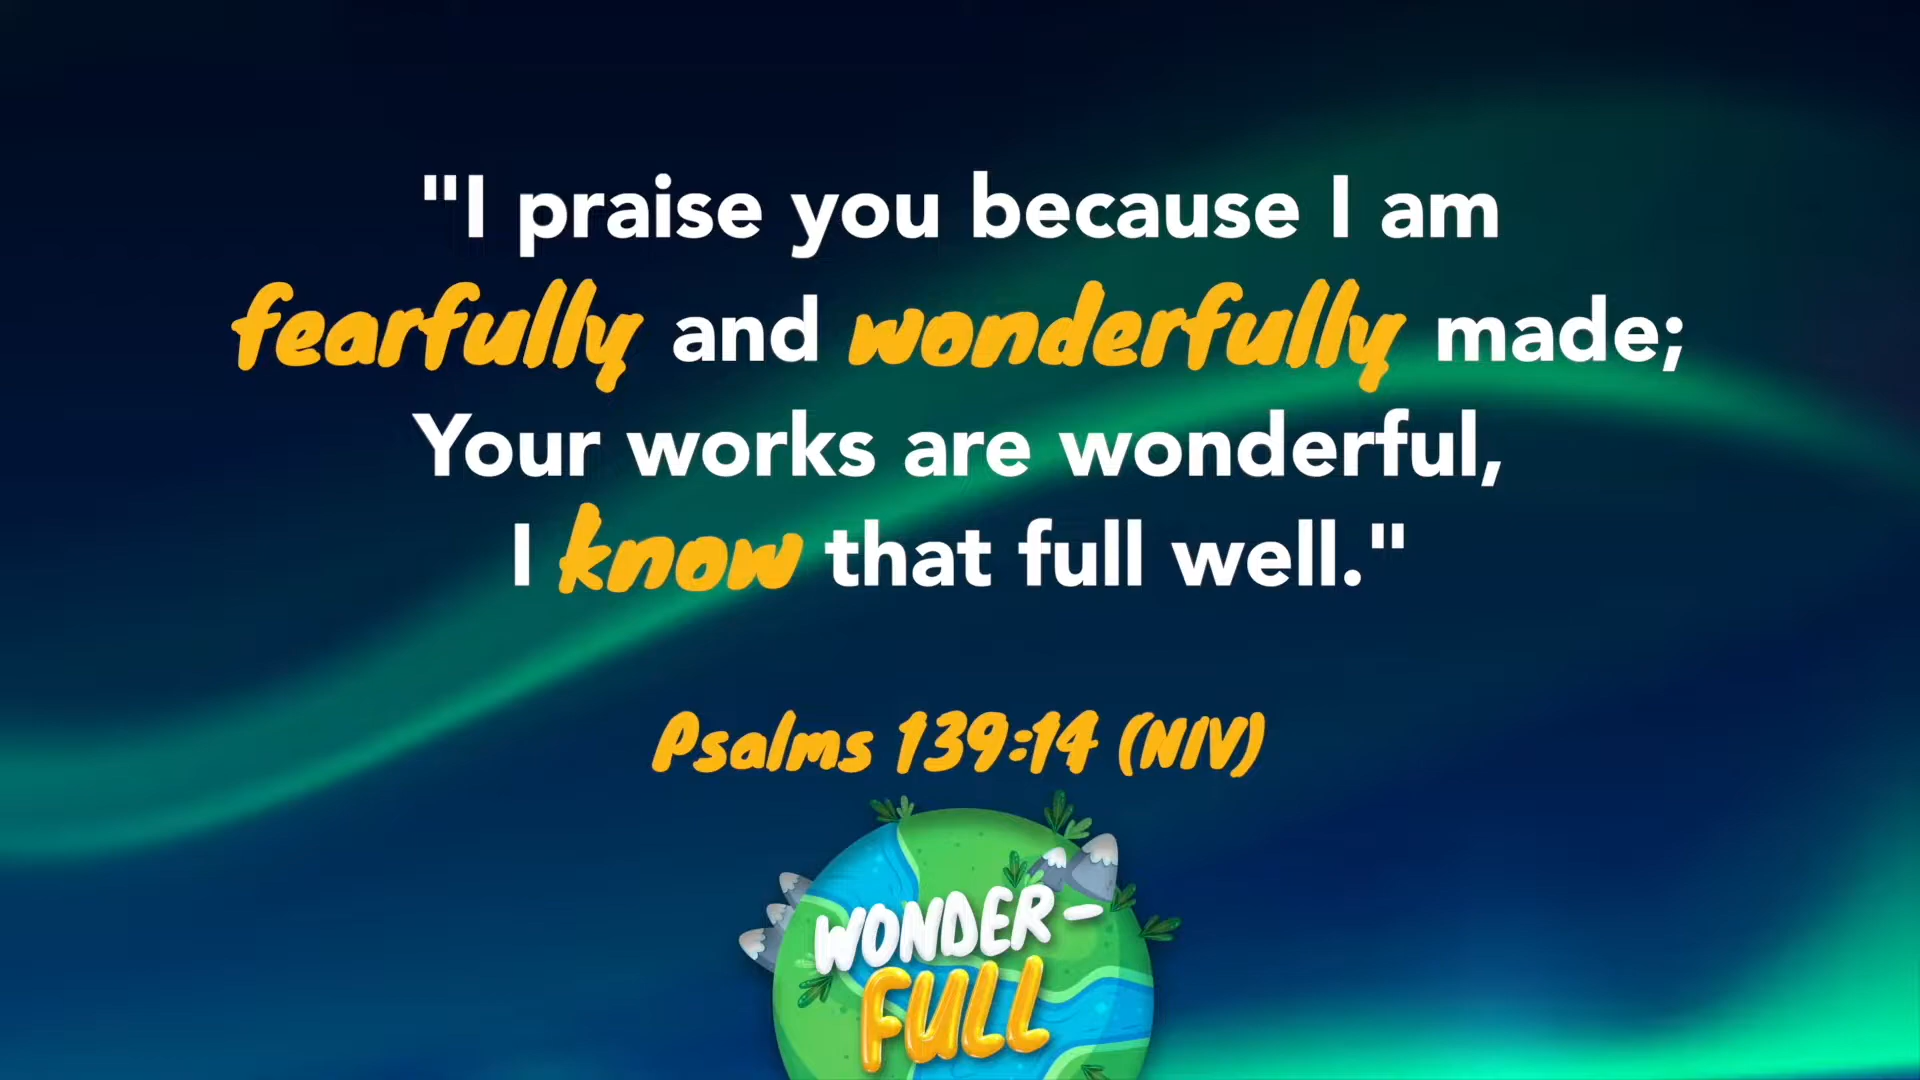 "I praise you because I am
fearfully and wonderfully made;
Your works are wonderful,
I know that full well."
Psalms 139:14 (NIV)
WONDER-
FULL